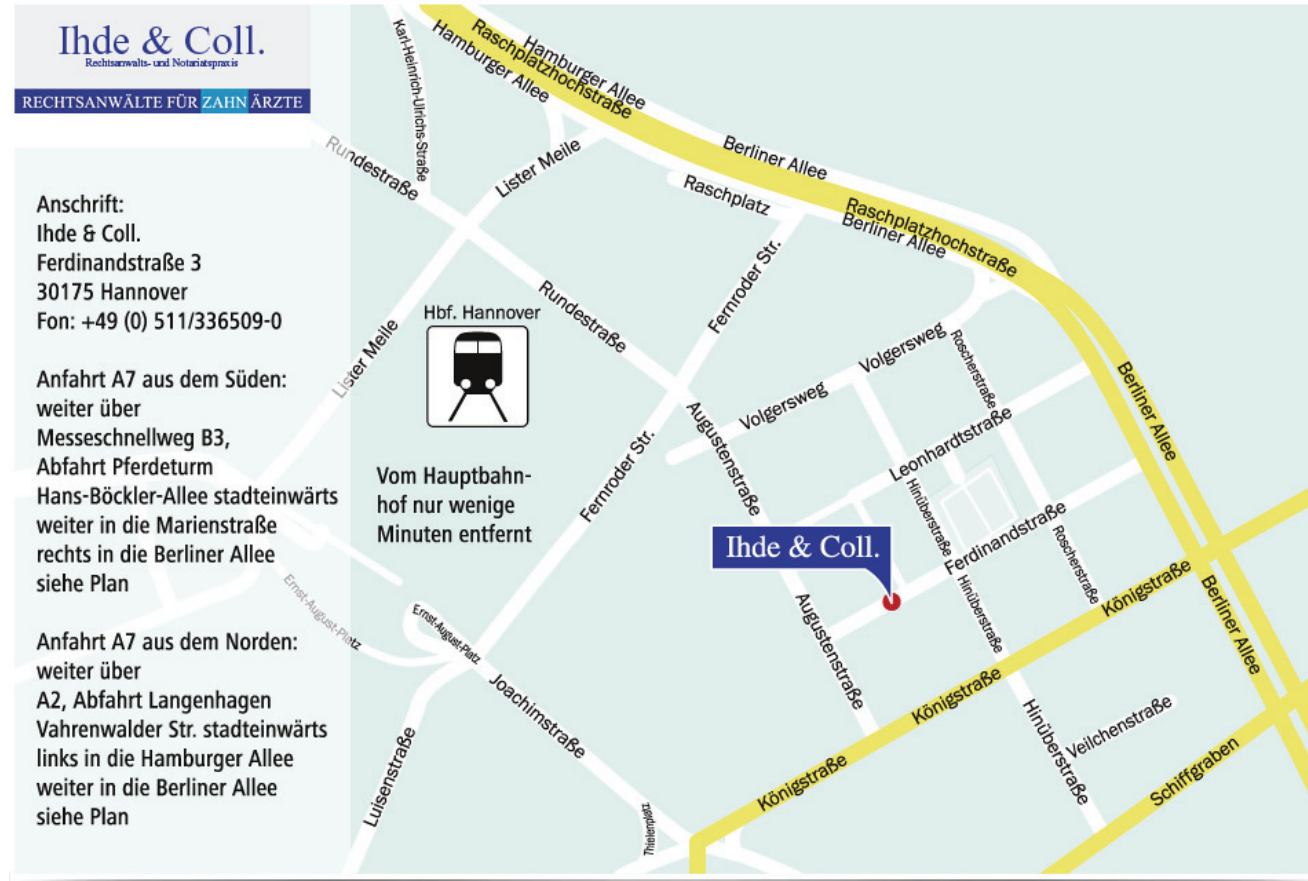 Ihde & Coll.
Rechtsanwalts- und Notariatspraxis
RECHTSANWÄLTE FÜR ZAHN ÄRZTE
Anschrift:
Ihde & Coll.
Ferdinandstraße 3
30175 Hannover
Fon: +49 (0) 511/336509-0
Anfahrt A7 aus dem Süden:
weiter über
Messeschnellweg B3,
Abfahrt Pferdeturm
Hans-Böckler-Allee stadteinwärts
weiter in die Marienstraße
rechts in die Berliner Allee
siehe Plan
Anfahrt A7 aus dem Norden:
weiter über
A2, Abfahrt Langenhagen
Vahrenwalder Str. stadteinwärts
links in die Hamburger Allee
weiter in die Berliner Allee
siehe Plan
Karl-Heinrich-Ulrichs-Straße
Hamburger Allee
Raschplatzhochstraße
Hamburger Allee
Rundestraße
Lister Meile
Berliner Allee
Raschplatz
Raschplatzhochstraße
Berliner Allee
Fernroder Str.
Rundestraße
Hbf. Hannover
Lister Meile
Vom Hauptbahn-
hof nur wenige
Minuten entfernt
Volgersweg
Volgersweg
Roscherstraße
Berliner Allee
Augustenstraße
Leonhardtstraße
Fernroder Str.
Hinüberstraße
Ihde & Coll.
Ferdinandstraße
Roscherstraße
Hinüberstraße
Königstraße
Berliner Allee
Ernst-August-Platz
Ernst-August-Platz
Augustenstraße
Joachimstraße
Königstraße
Hinüberstraße
Veilchenstraße
Luisenstraße
Königstraße
Schiffgraben
Thielenplatz